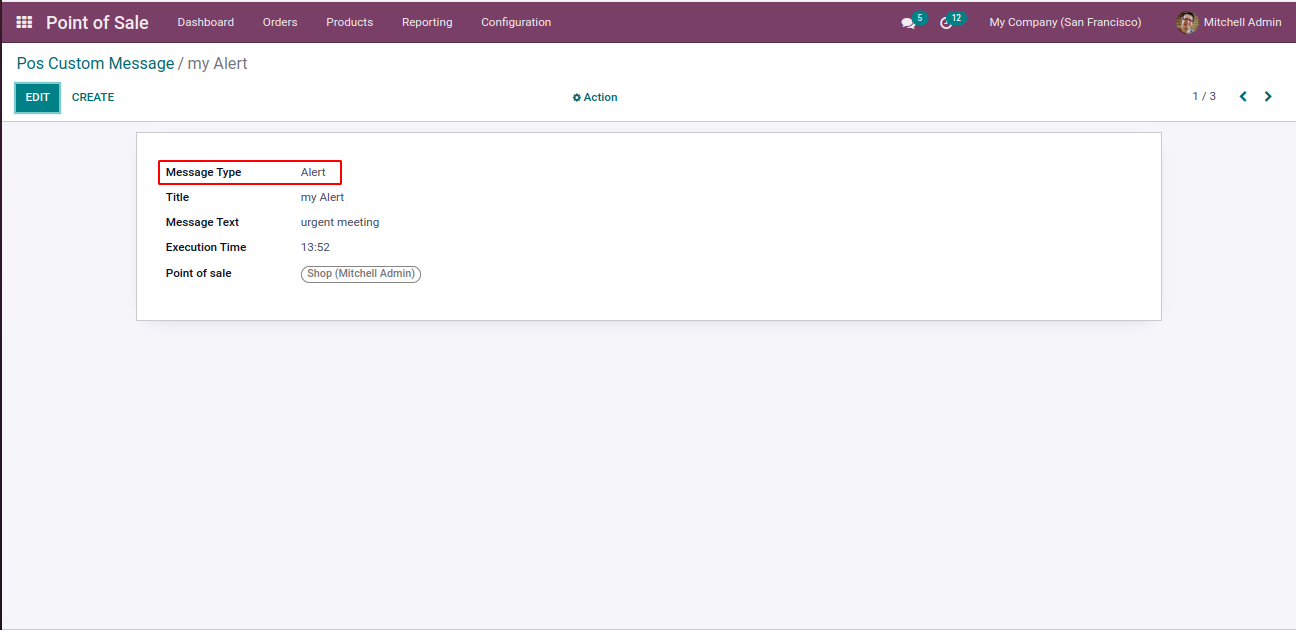 Point of Sale Dashboard Orders Products Reporting Configuration 5 12 My Company (San Francisco) Mitchell Admin
Pos Custom Message / my Alert
EDIT CREATE Action 1 / 3
Message Type Alert
Title my Alert
Message Text urgent meeting
Execution Time 13:52
Point of sale Shop (Mitchell Admin)